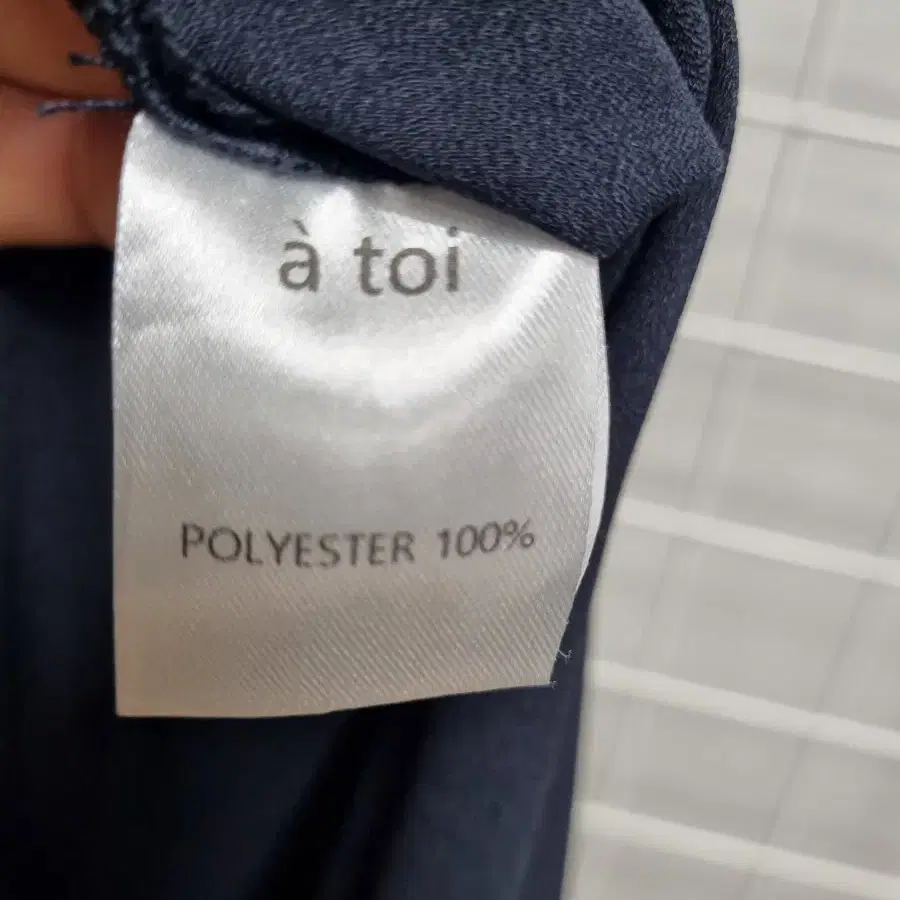 à toi
POLYESTER 100%